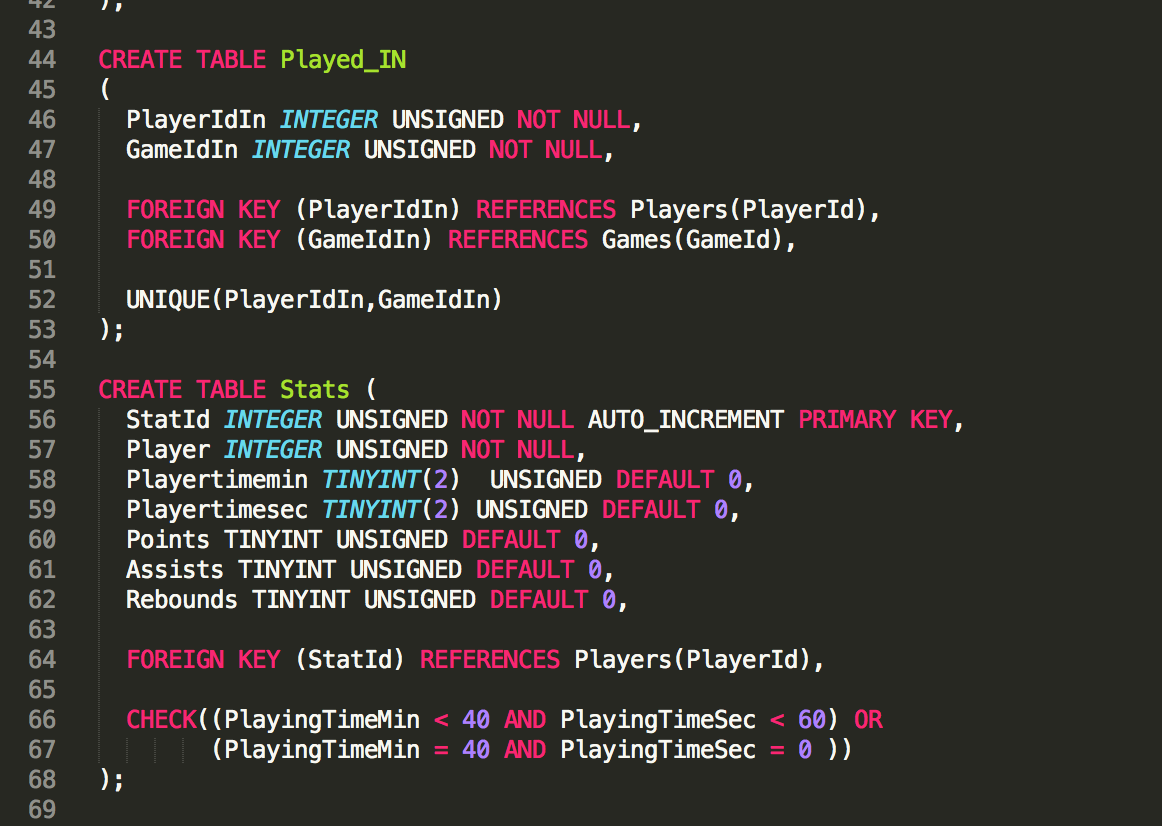 42 );
43
44 CREATE TABLE Played_IN
45 (
46   PlayerIdIn INTEGER UNSIGNED NOT NULL,
47   GameIdIn INTEGER UNSIGNED NOT NULL,
48
49   FOREIGN KEY (PlayerIdIn) REFERENCES Players(PlayerId),
50   FOREIGN KEY (GameIdIn) REFERENCES Games(GameId),
51
52   UNIQUE(PlayerIdIn,GameIdIn)
53 );
54
55 CREATE TABLE Stats (
56   StatId INTEGER UNSIGNED NOT NULL AUTO_INCREMENT PRIMARY KEY,
57   Player INTEGER UNSIGNED NOT NULL,
58   Playertimemin TINYINT(2)  UNSIGNED DEFAULT 0,
59   Playertimesec TINYINT(2) UNSIGNED DEFAULT 0,
60   Points TINYINT UNSIGNED DEFAULT 0,
61   Assists TINYINT UNSIGNED DEFAULT 0,
62   Rebounds TINYINT UNSIGNED DEFAULT 0,
63
64   FOREIGN KEY (StatId) REFERENCES Players(PlayerId),
65
66   CHECK((PlayingTimeMin < 40 AND PlayingTimeSec < 60) OR
67         (PlayingTimeMin = 40 AND PlayingTimeSec = 0 ))
68 );
69